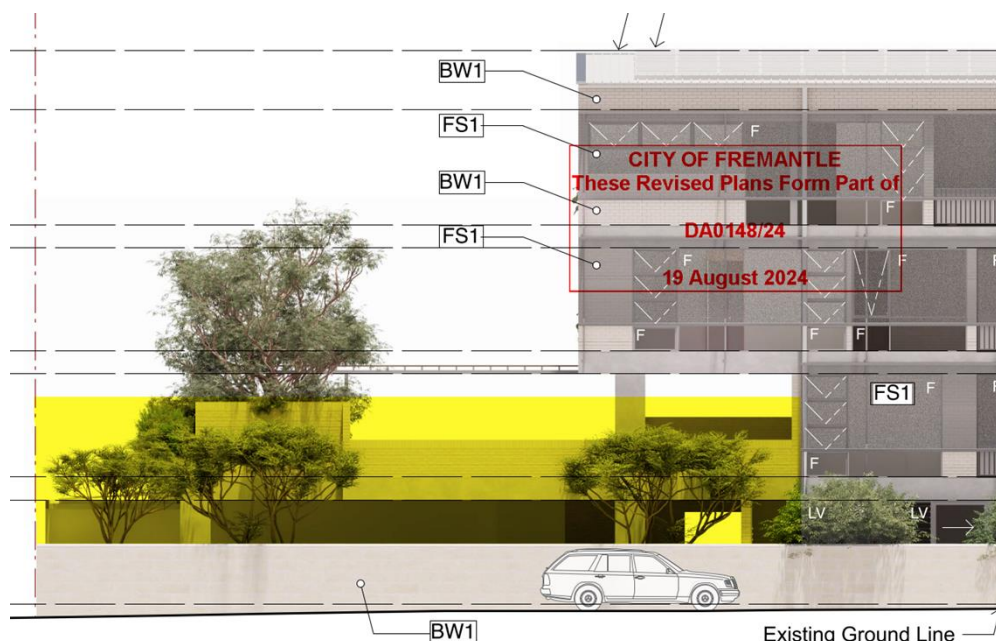 BW1
FS1
BW1
FS1
CITY OF FREMANTLE
These Revised Plans Form Part of
DA0148/24
19 August 2024
F
F
F
F
F
F
F
F
F
FS1
F
F
F
LV
LV
BW1
Existing Ground Line